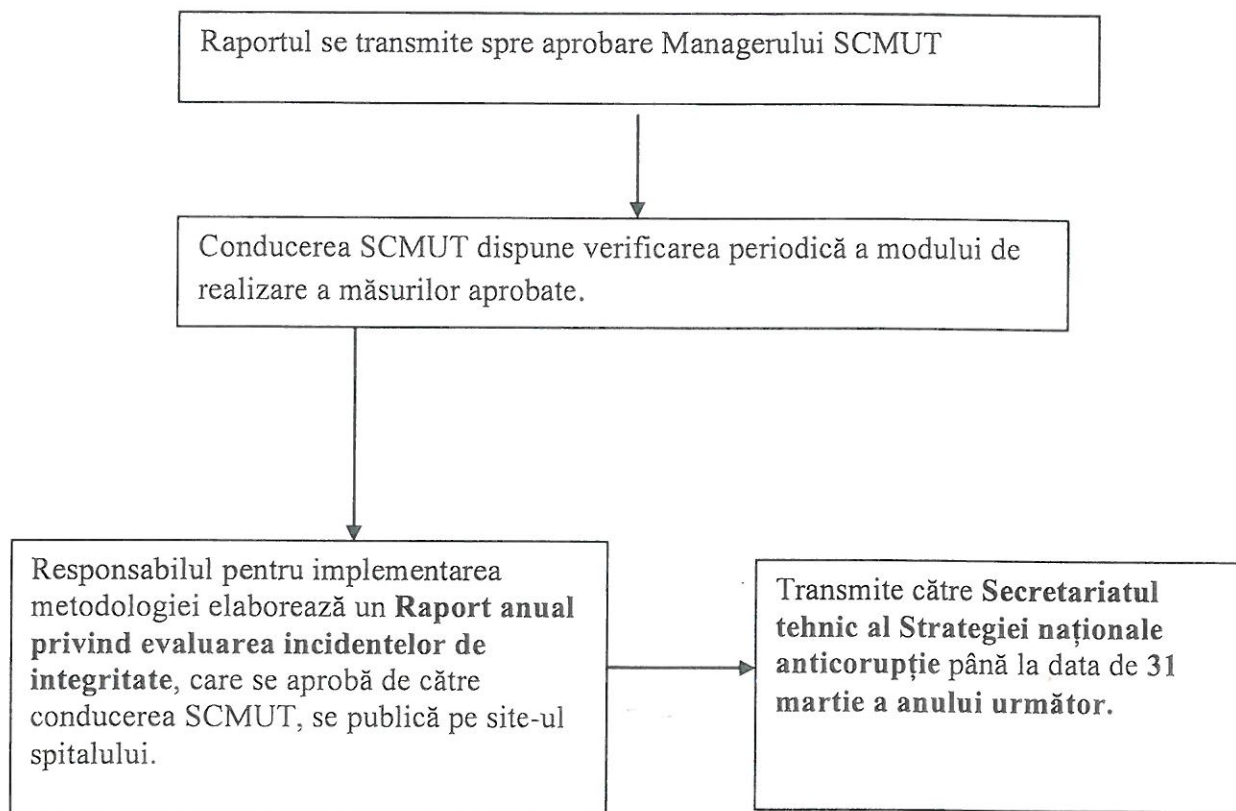 Raportul se transmite spre aprobare Managerului SCMUT
Conducerea SCMUT dispune verificarea periodică a modului de
realizare a măsurilor aprobate.
Responsabilul pentru implementarea
metodologiei elaborează un Raport anual
privind evaluarea incidentelor de
integritate, care se aprobă de către
conducerea SCMUT, se publică pe site-ul
spitalului.
Transmite către Secretariatul
tehnic al Strategiei naționale
anticorupție până la data de 31
martie a anului următor.